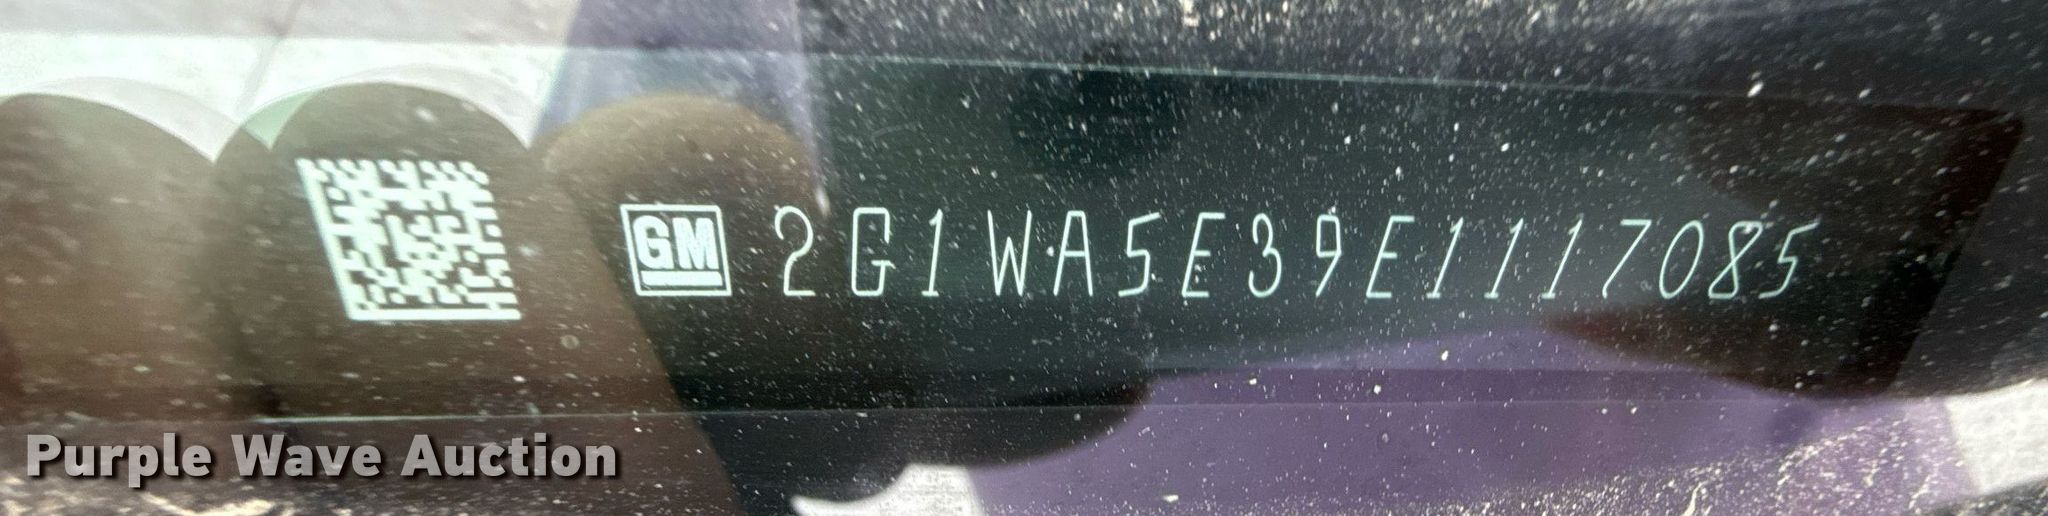 GM 2G1WA5E39E1117085
Purple Wave Auction